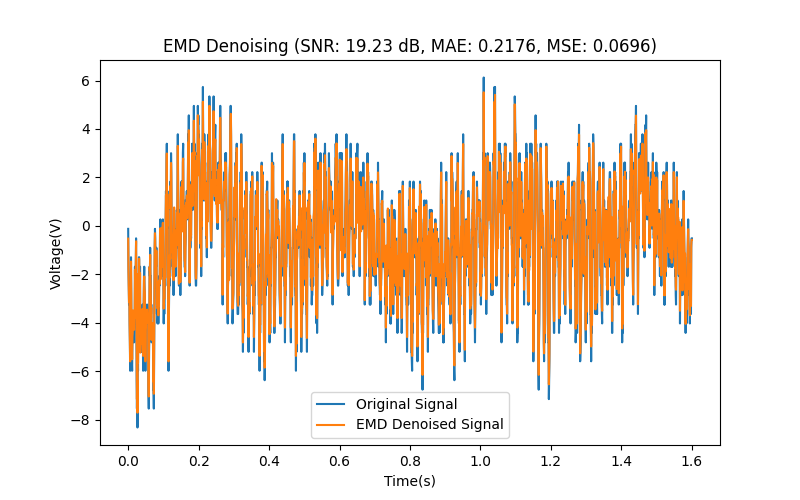 EMD Denoising (SNR: 19.23 dB, MAE: 0.2176, MSE: 0.0696)
6
4
2
0
−2
−4
−6
−8
Voltage(V)
Original Signal
EMD Denoised Signal
0.0 0.2 0.4 0.6 0.8 1.0 1.2 1.4 1.6
Time(s)